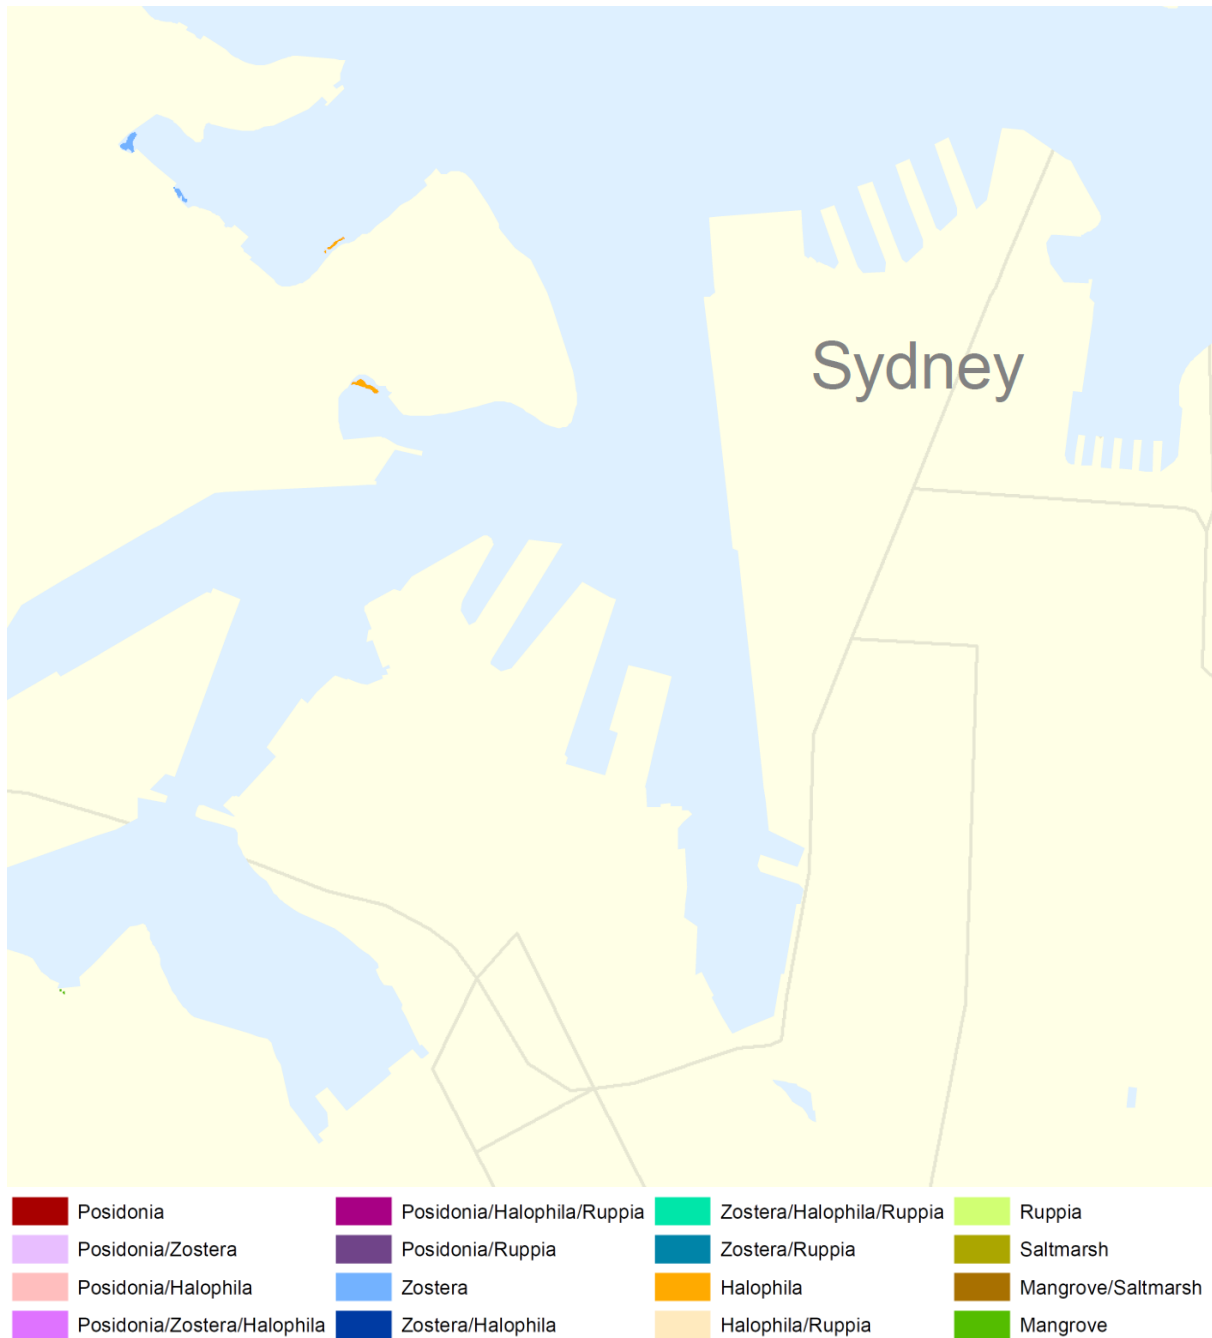 Sydney
Posidonia
Posidonia/Halophila/Ruppia
Zostera/Halophila/Ruppia
Ruppia
Posidonia/Zostera
Posidonia/Ruppia
Zostera/Ruppia
Saltmarsh
Posidonia/Halophila
Zostera
Halophila
Mangrove/Saltmarsh
Posidonia/Zostera/Halophila
Zostera/Halophila
Halophila/Ruppia
Mangrove